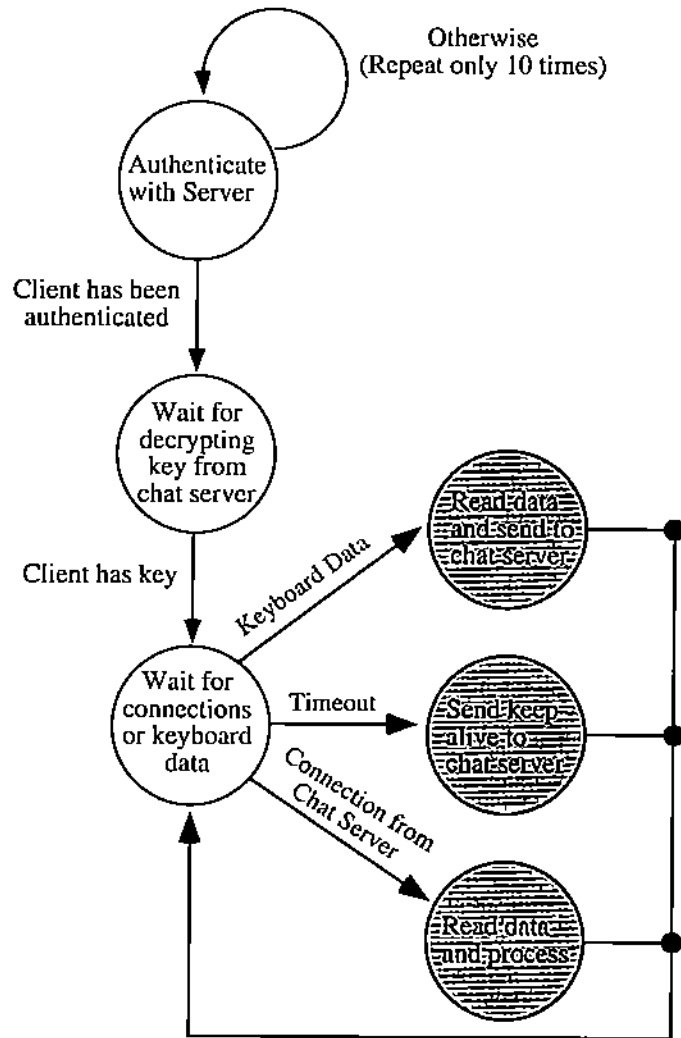 Otherwise
(Repeat only 10 times)
Authenticate
with Server
Client has been
authenticated
Wait for
decrypting
key from
chat server
Client has key
Keyboard Data
Read data
and send to
chat server
Wait for
connections
or keyboard
data
Timeout
Send keep
alive to
chat server
Connection from
Chat Server
Read data
and process